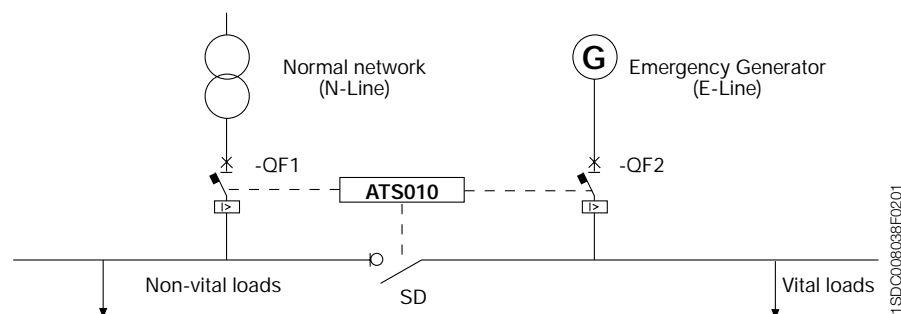 Normal network
(N-Line)
G
Emergency Generator
(E-Line)
-QF1
-QF2
ATS010
I>
I>
Non-vital loads
SD
Vital loads
1SDC008038F0201